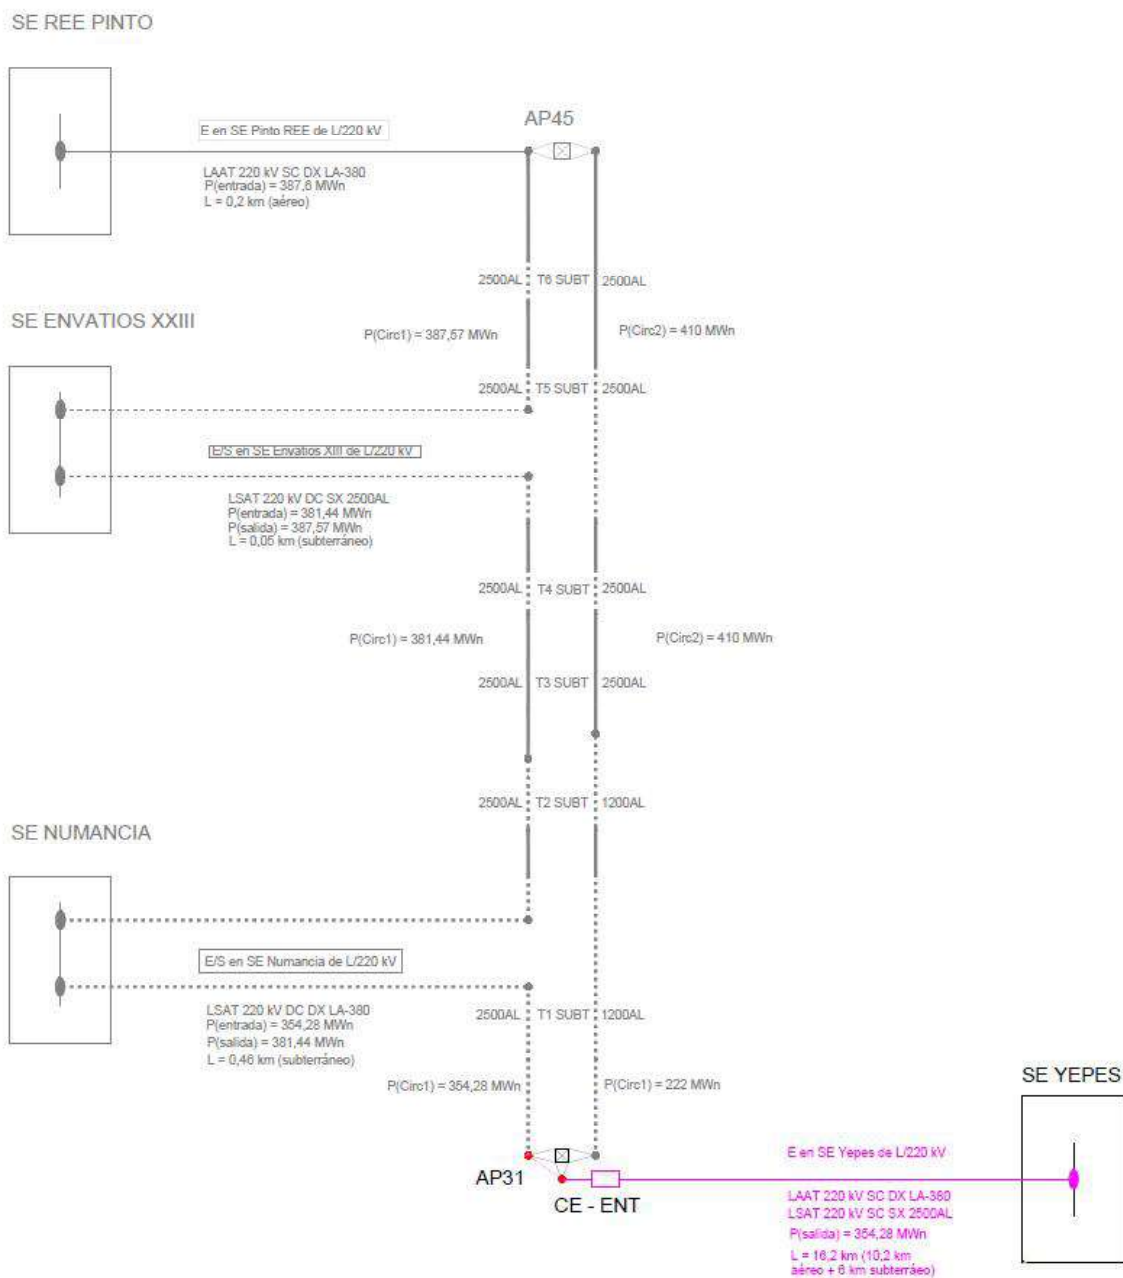 SE REE PINTO
E en SE Pinto REE de L/220 kV
AP45
LAAT 220 kV SC DX LA-380
P(entrada) = 387,6 MWn
L = 0,2 km (aéreo)
2500AL T6 SUBT 2500AL
SE ENVATIOS XXIII
P(Circ1) = 387,57 MWn
P(Circ2) = 410 MWn
2500AL T5 SUBT 2500AL
E/S en SE Envatios XIII de L/220 kV
LSAT 220 kV DC SX 2500AL
P(entrada) = 381,44 MWn
P(salida) = 387,57 MWn
L = 0,05 km (subterráneo)
2500AL T4 SUBT 2500AL
P(Circ1) = 381,44 MWn
P(Circ2) = 410 MWn
2500AL T3 SUBT 2500AL
2500AL T2 SUBT 1200AL
SE NUMANCIA
E/S en SE Numancia de L/220 kV
LSAT 220 kV DC DX LA-380
P(entrada) = 354,28 MWn
P(salida) = 381,44 MWn
L = 0,46 km (subterráneo)
2500AL T1 SUBT 1200AL
P(Circ1) = 354,28 MWn
P(Circ1) = 222 MWn
SE YEPES
AP31
CE - ENT
E en SE Yepes de L/220 kV
LAAT 220 kV SC DX LA-380
LSAT 220 kV SC SX 2500AL
P(salida) = 354,28 MWn
L = 16,2 km (10,2 km
aéreo + 6 km subterráeo)